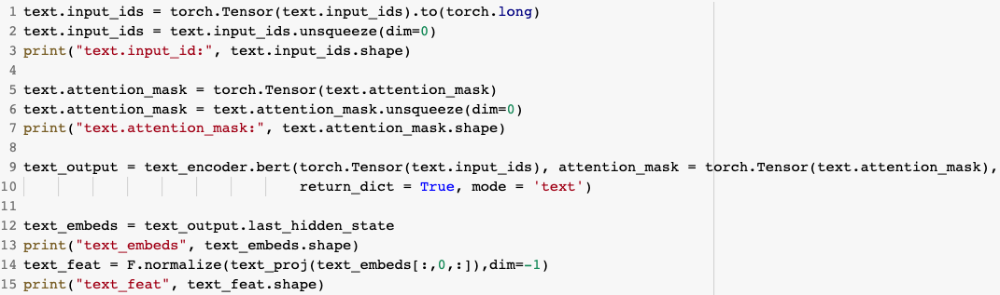 1 text.input_ids = torch.Tensor(text.input_ids).to(torch.long)
2 text.input_ids = text.input_ids.unsqueeze(dim=0)
3 print("text.input_id:", text.input_ids.shape)
4
5 text.attention_mask = torch.Tensor(text.attention_mask)
6 text.attention_mask = text.attention_mask.unsqueeze(dim=0)
7 print("text.attention_mask:", text.attention_mask.shape)
8
9 text_output = text_encoder.bert(torch.Tensor(text.input_ids), attention_mask = torch.Tensor(text.attention_mask),
10                                 return_dict = True, mode = 'text')
11
12 text_embeds = text_output.last_hidden_state
13 print("text_embeds", text_embeds.shape)
14 text_feat = F.normalize(text_proj(text_embeds[:,0,:]),dim=-1)
15 print("text_feat", text_feat.shape)